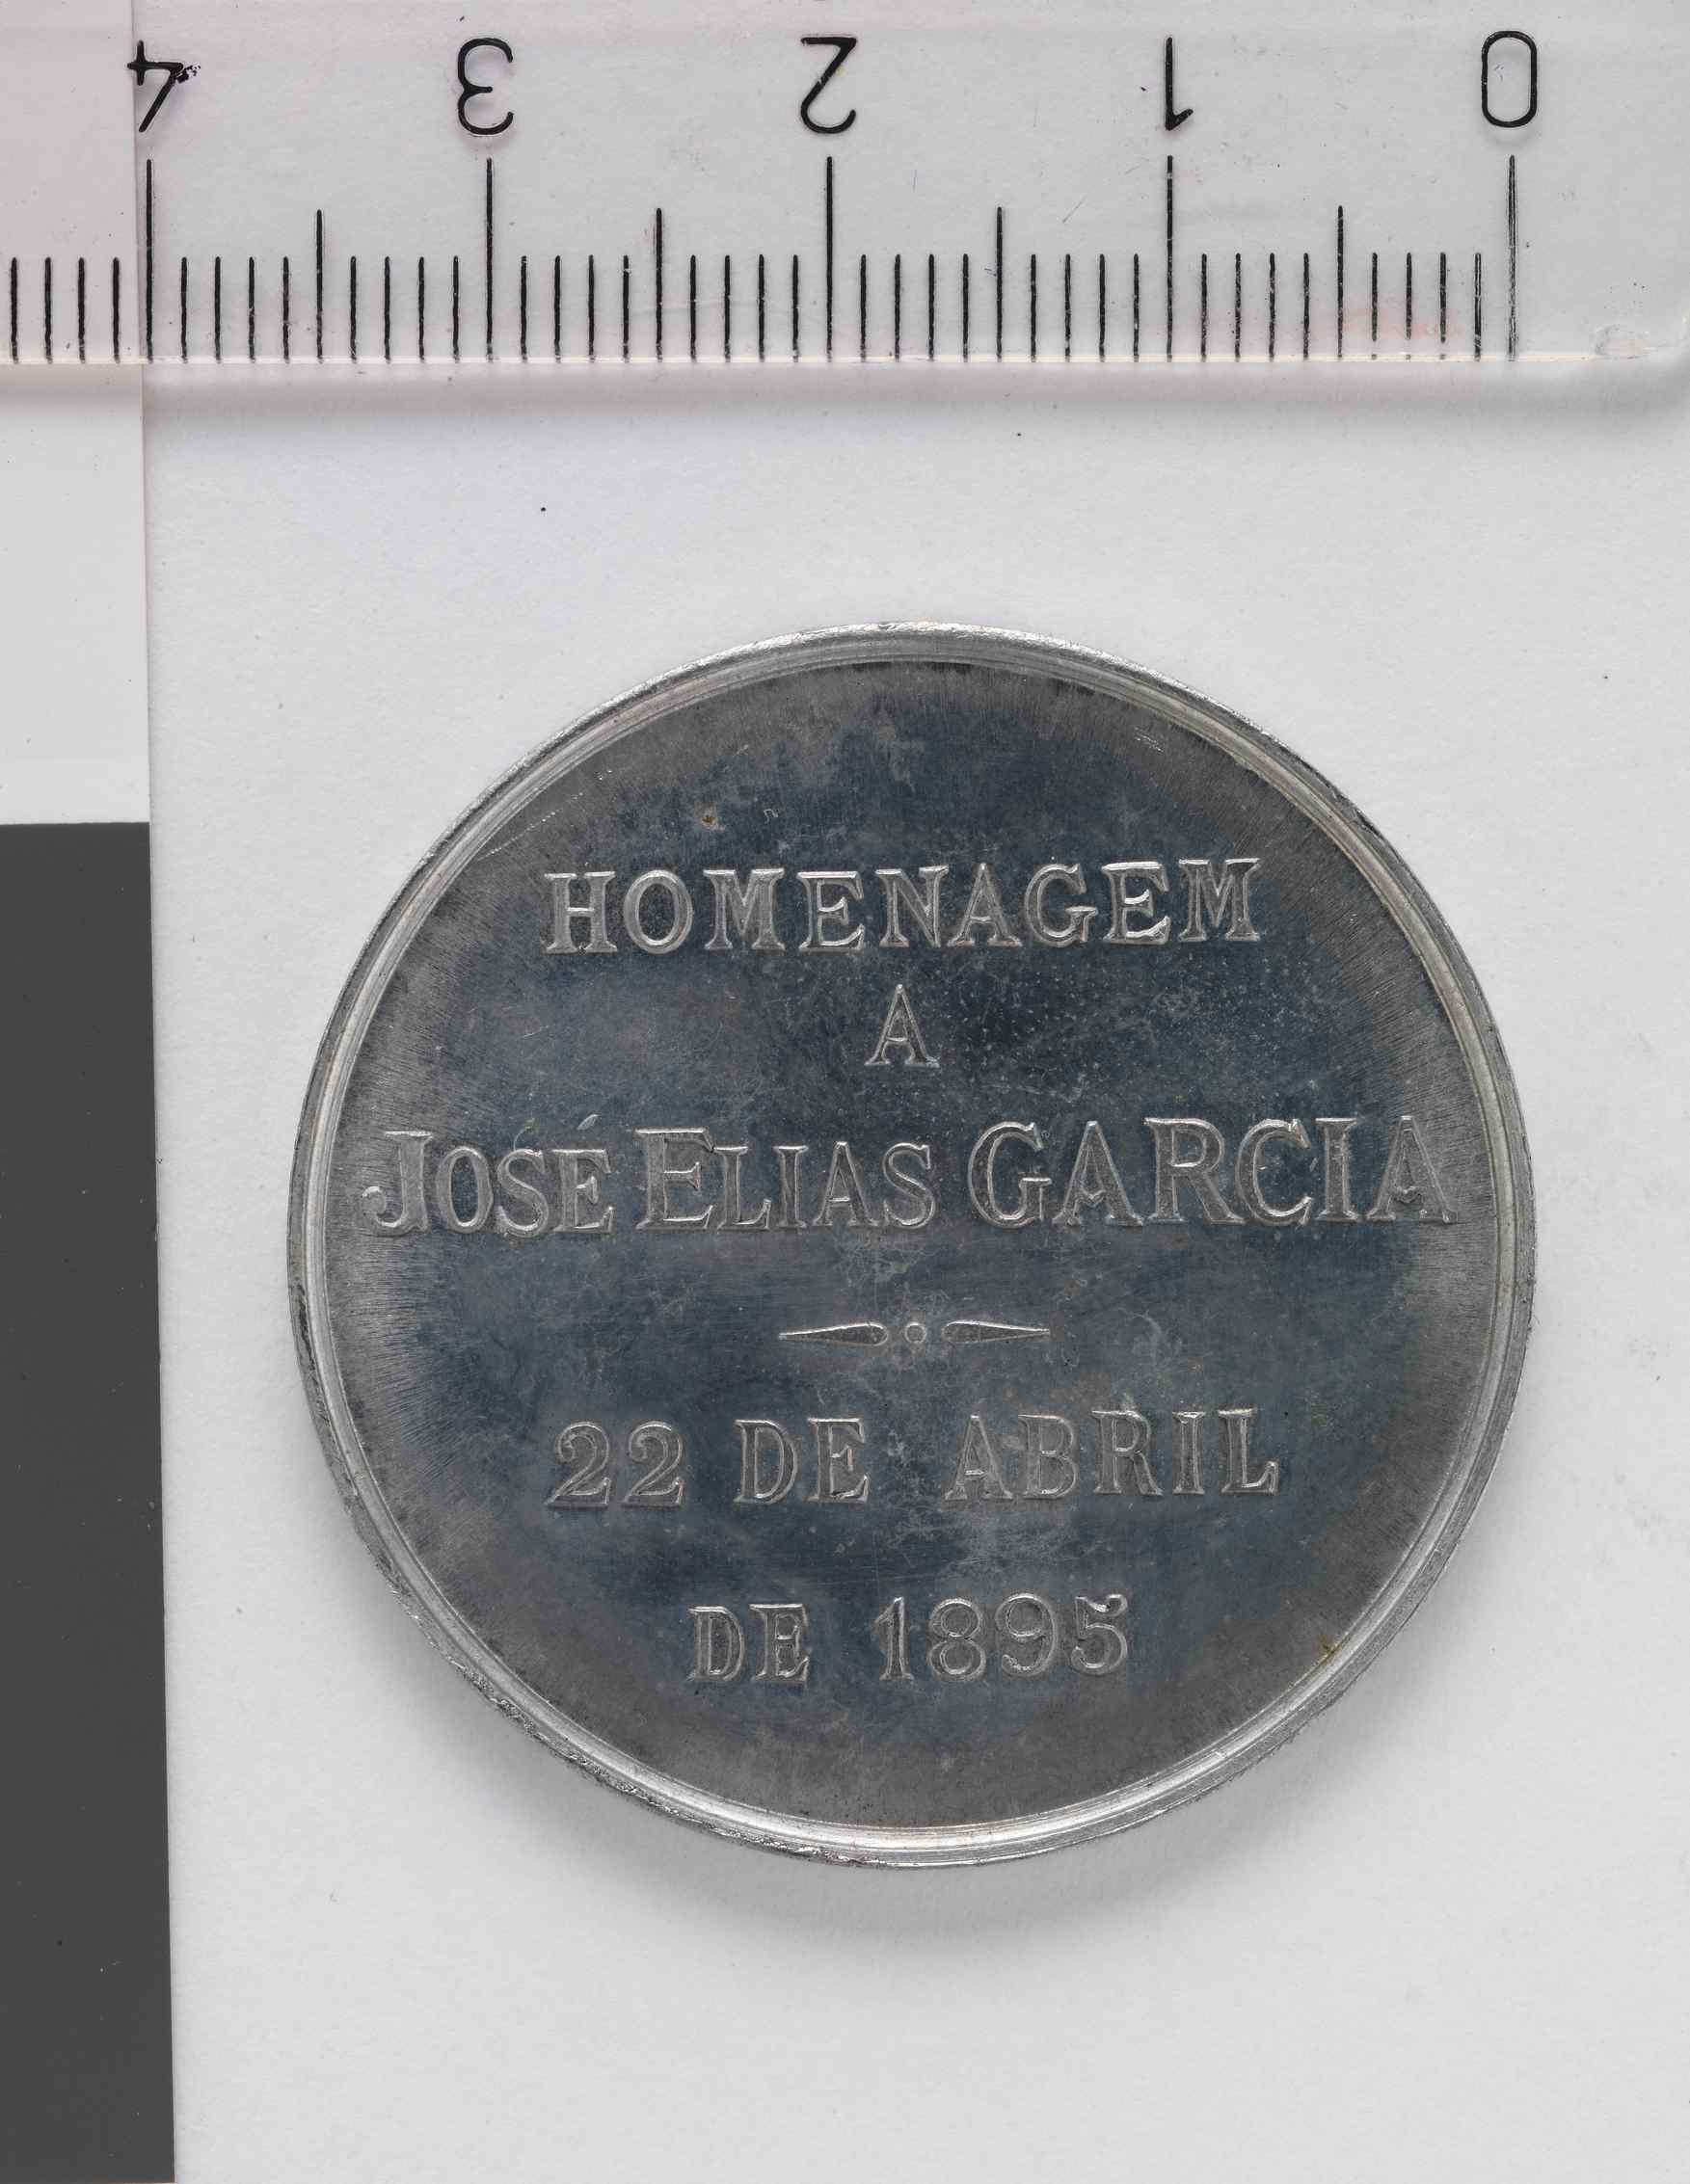 4 3 2 1 0
HOMENAGEM
A
JOSÉ ELIAS GARCIA
22 DE ABRIL
DE 1895